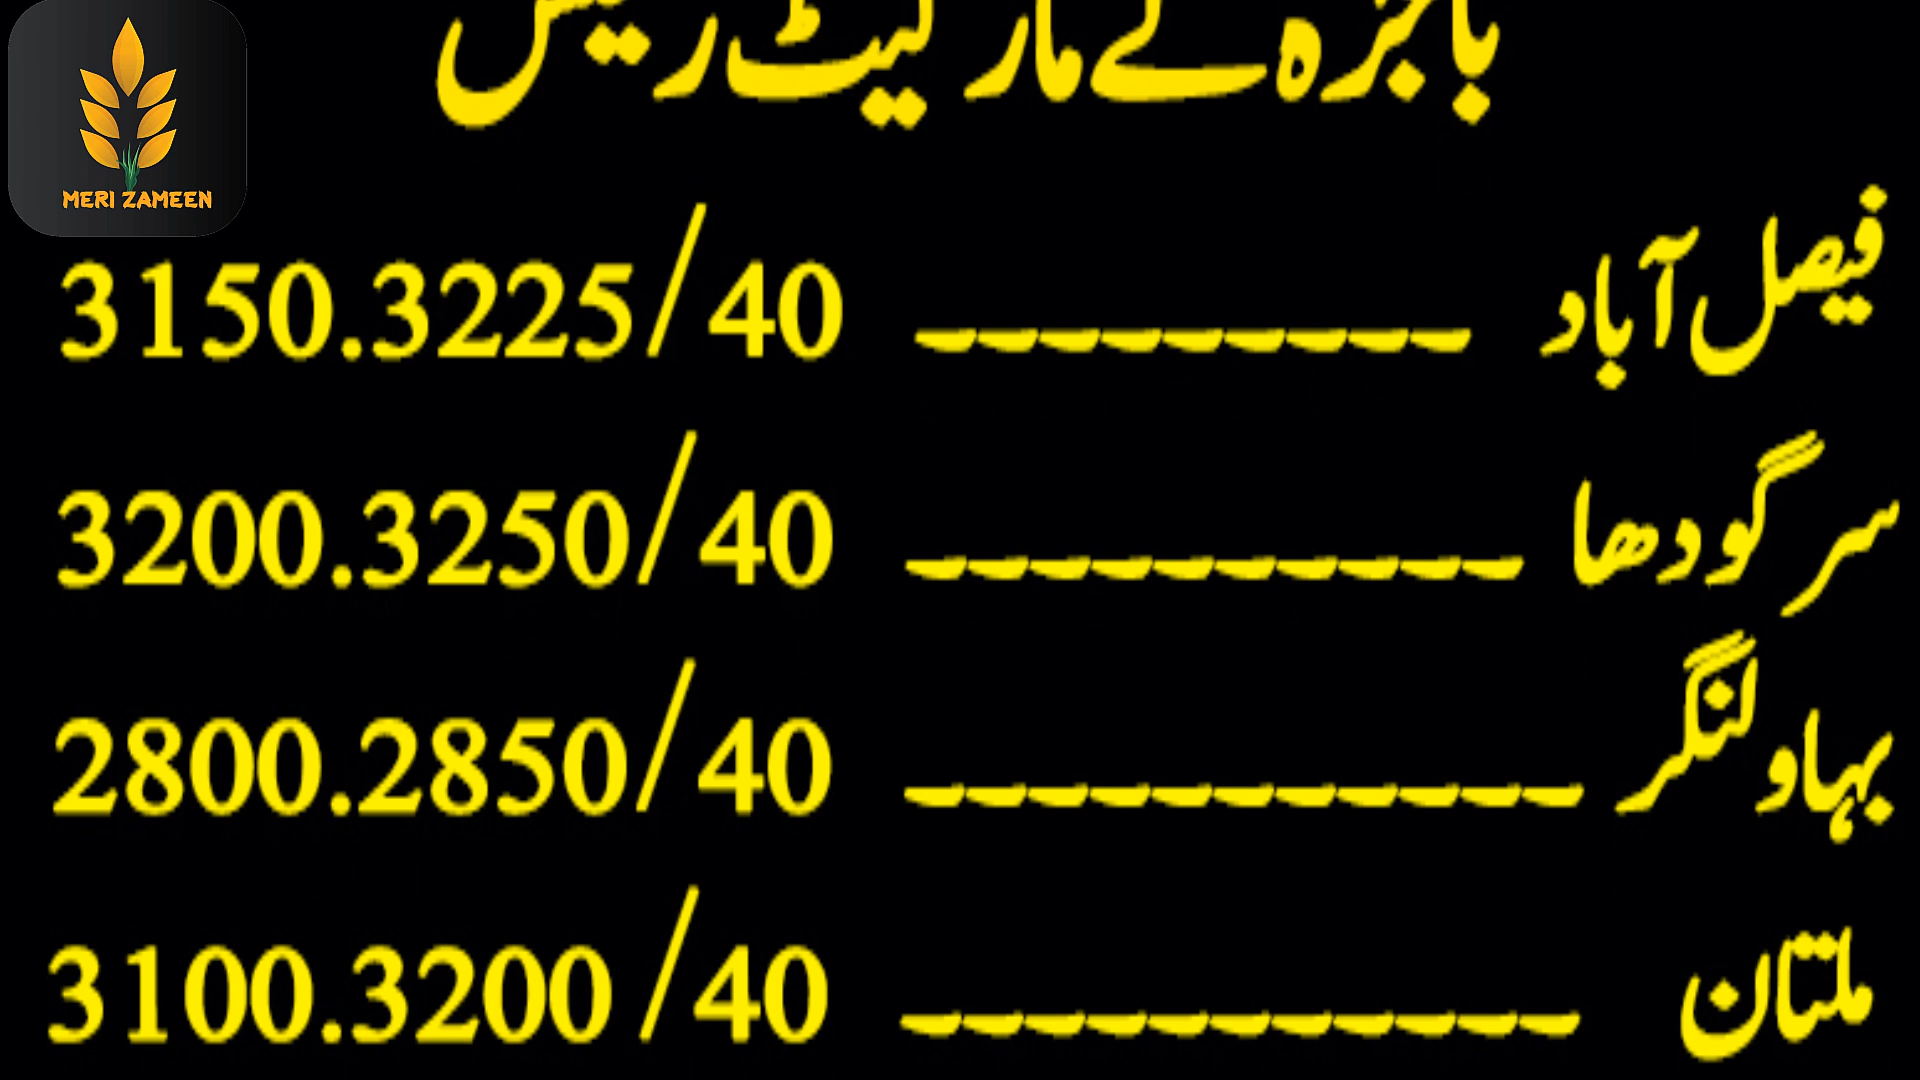 باجرہ کے مارکیٹ ریٹس
MERI ZAMEEN
فیصل آباد ـ ـ ـ ـ ـ ـ ـ ـ ـ 3150.3225/40
سرگودھا ـ ـ ـ ـ ـ ـ ـ ـ ـ ـ 3200.3250/40
بہاولنگر ـ ـ ـ ـ ـ ـ ـ ـ ـ ـ ـ 2800.2850/40
ملتان ـ ـ ـ ـ ـ ـ ـ ـ ـ ـ ـ 3100.3200/40